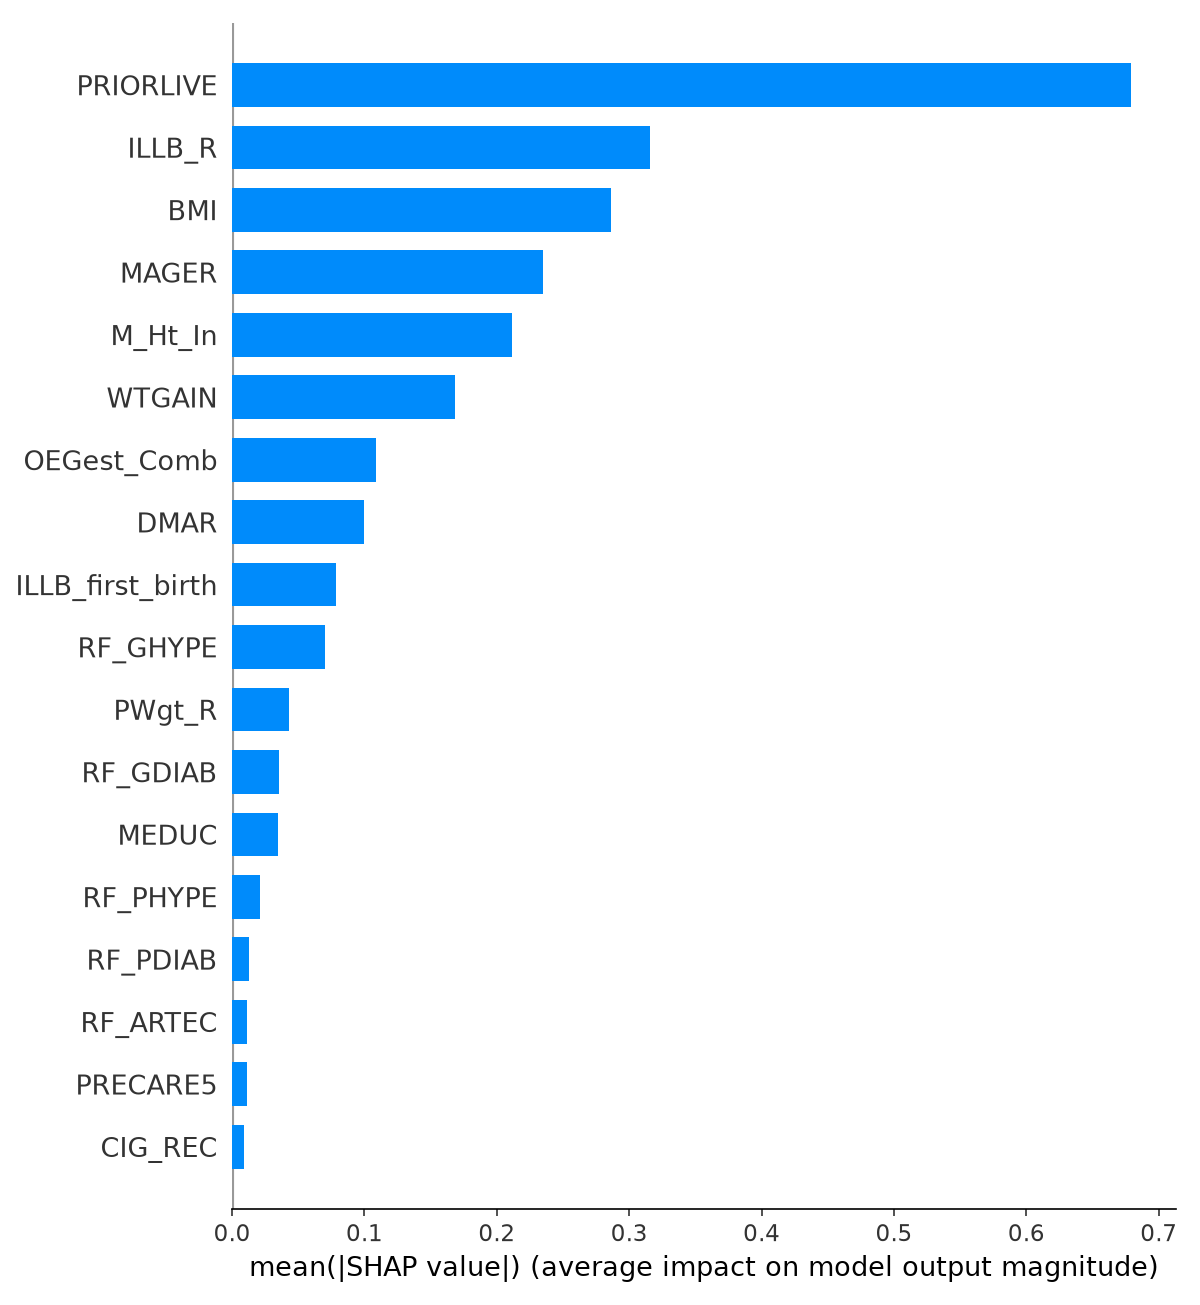 PRIORLIVE
ILLB_R
BMI
MAGER
M_Ht_In
WTGAIN
OEGest_Comb
DMAR
ILLB_first_birth
RF_GHYPE
PWgt_R
RF_GDIAB
MEDUC
RF_PHYPE
RF_PDIAB
RF_ARTEC
PRECARE5
CIG_REC
0.0 0.1 0.2 0.3 0.4 0.5 0.6 0.7
mean(|SHAP value|) (average impact on model output magnitude)